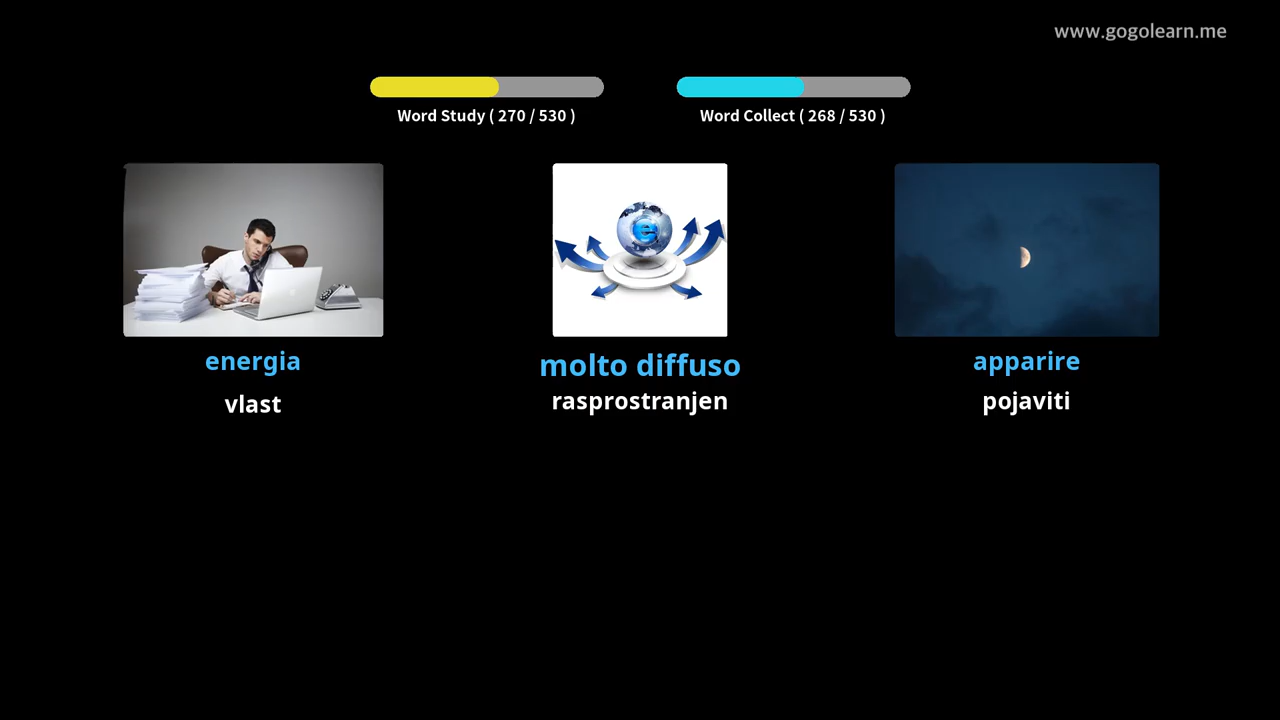 www.gogolearn.me
Word Study ( 270 / 530 )
Word Collect ( 268 / 530 )
energia
molto diffuso
apparire
vlast
rasprostranjen
pojaviti